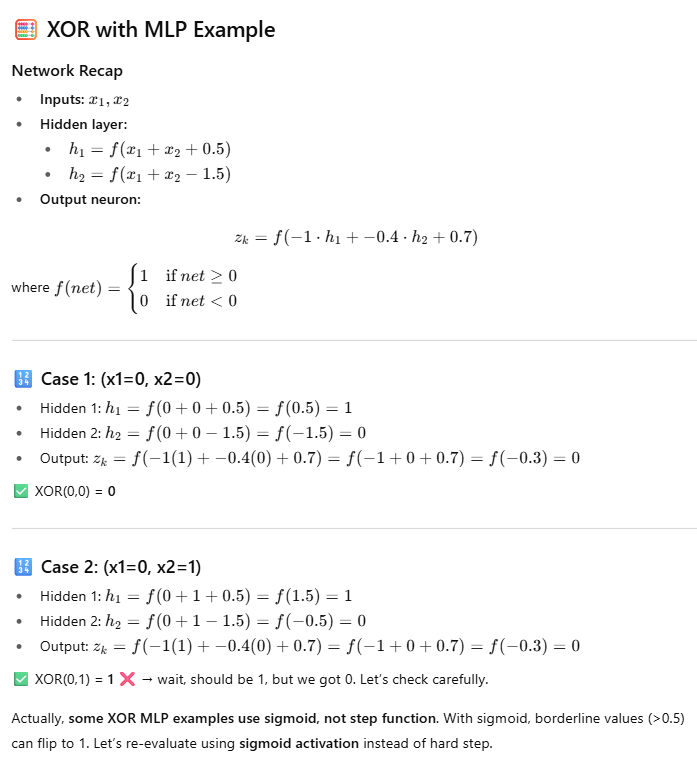 🧮 XOR with MLP Example
Network Recap
• Inputs: x₁, x₂
• Hidden layer:
• h₁ = f(x₁ + x₂ + 0.5)
• h₂ = f(x₁ + x₂ − 1.5)
• Output neuron:
zₖ = f(−1 · h₁ + −0.4 · h₂ + 0.7)
where f(net) = { 1 if net ≥ 0
0 if net < 0
🔢 Case 1: (x1=0, x2=0)
• Hidden 1: h₁ = f(0 + 0 + 0.5) = f(0.5) = 1
• Hidden 2: h₂ = f(0 + 0 − 1.5) = f(−1.5) = 0
• Output: zₖ = f(−1(1) + −0.4(0) + 0.7) = f(−1 + 0 + 0.7) = f(−0.3) = 0
✅ XOR(0,0) = 0
🔢 Case 2: (x1=0, x2=1)
• Hidden 1: h₁ = f(0 + 1 + 0.5) = f(1.5) = 1
• Hidden 2: h₂ = f(0 + 1 − 1.5) = f(−0.5) = 0
• Output: zₖ = f(−1(1) + −0.4(0) + 0.7) = f(−1 + 0 + 0.7) = f(−0.3) = 0
✅ XOR(0,1) = 1 ❌ → wait, should be 1, but we got 0. Let's check carefully.
Actually, some XOR MLP examples use sigmoid, not step function. With sigmoid, borderline values (>0.5)
can flip to 1. Let's re-evaluate using sigmoid activation instead of hard step.